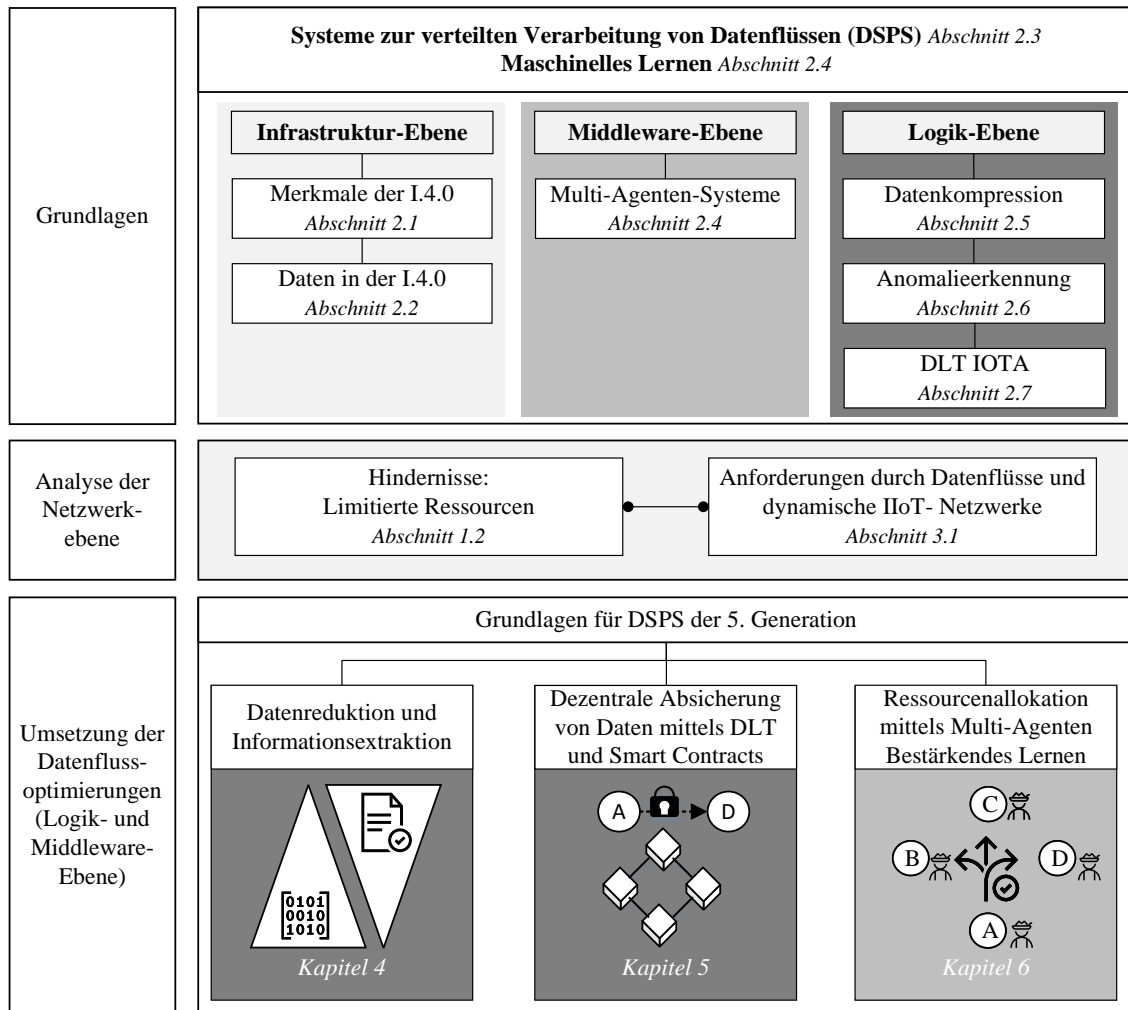 Grundlagen
Systeme zur verteilten Verarbeitung von Datenflüssen (DSPS) Abschnitt 2.3
Maschinelles Lernen Abschnitt 2.4
Infrastruktur-Ebene
Merkmale der I.4.0
Abschnitt 2.1
Daten in der I.4.0
Abschnitt 2.2
Middleware-Ebene
Multi-Agenten-Systeme
Abschnitt 2.4
Logik-Ebene
Datenkompression
Abschnitt 2.5
Anomalieerkennung
Abschnitt 2.6
DLT IOTA
Abschnitt 2.7
Analyse der
Netzwerk-
ebene
Hindernisse:
Limitierte Ressourcen
Abschnitt 1.2
Anforderungen durch Datenflüsse und
dynamische IIoT- Netzwerke
Abschnitt 3.1
Umsetzung der
Datenfluss-
optimierungen
(Logik- und
Middleware-
Ebene)
Grundlagen für DSPS der 5. Generation
Datenreduktion und
Informationsextraktion
0101
0010
1010
Kapitel 4
Dezentrale Absicherung
von Daten mittels DLT
und Smart Contracts
A D
Kapitel 5
Ressourcenallokation
mittels Multi-Agenten
Bestärkendes Lernen
C
B D
A
Kapitel 6